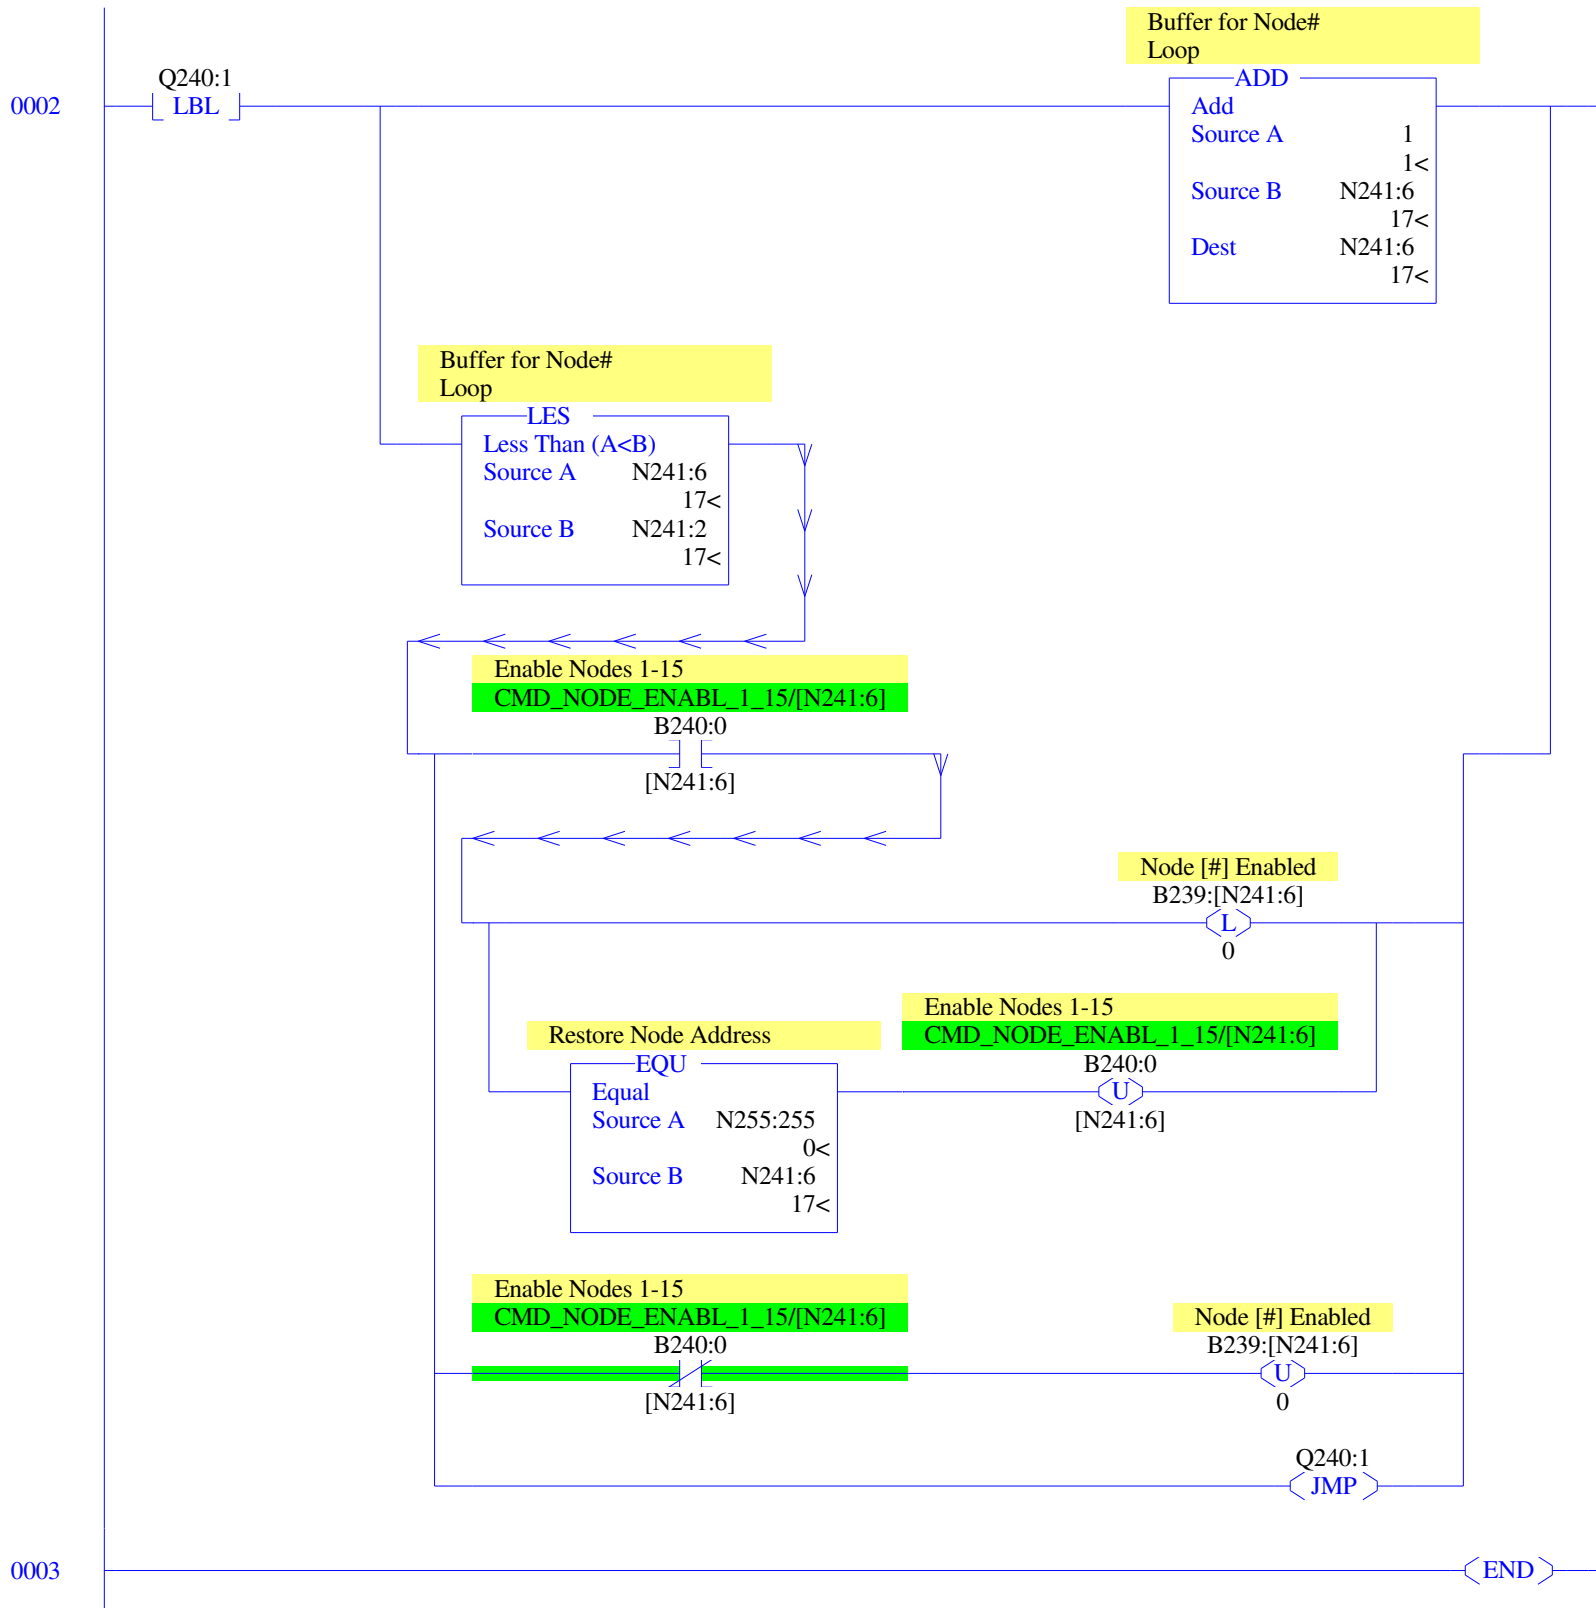 Buffer for Node#
Loop
Q240:1
ADD
0002
LBL
Add
Source A 1
1<
Source B N241:6
17<
Dest N241:6
17<
Buffer for Node#
Loop
LES
Less Than (A<B)
Source A N241:6
17<
Source B N241:2
17<
Enable Nodes 1-15
CMD_NODE_ENABL_1_15/[N241:6]
B240:0
[N241:6]
Node [#] Enabled
B239:[N241:6]
L
0
Enable Nodes 1-15
Restore Node Address
CMD_NODE_ENABL_1_15/[N241:6]
EQU
B240:0
Equal
U
Source A N255:255
[N241:6]
0<
Source B N241:6
17<
Enable Nodes 1-15
CMD_NODE_ENABL_1_15/[N241:6]
Node [#] Enabled
B240:0
B239:[N241:6]
U
[N241:6]
0
Q240:1
JMP
0003
END